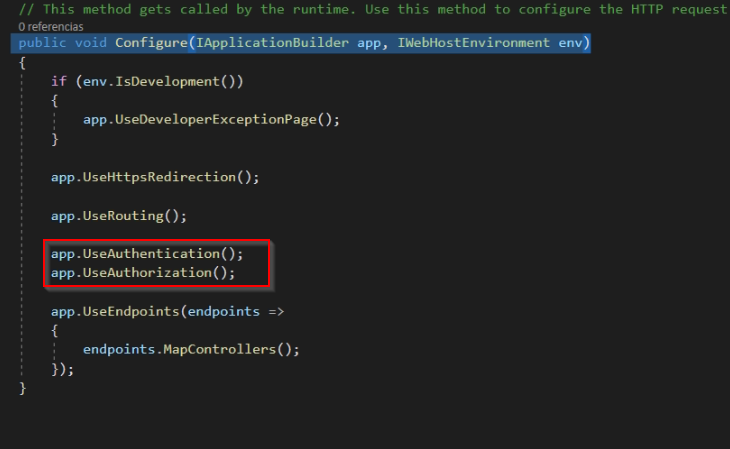 // This method gets called by the runtime. Use this method to configure the HTTP request
0 referencias
public void Configure(IApplicationBuilder app, IWebHostEnvironment env)
{
if (env.IsDevelopment())
{
app.UseDeveloperExceptionPage();
}
app.UseHttpsRedirection();
app.UseRouting();
app.UseAuthentication();
app.UseAuthorization();
app.UseEndpoints(endpoints =>
{
endpoints.MapControllers();
});
}